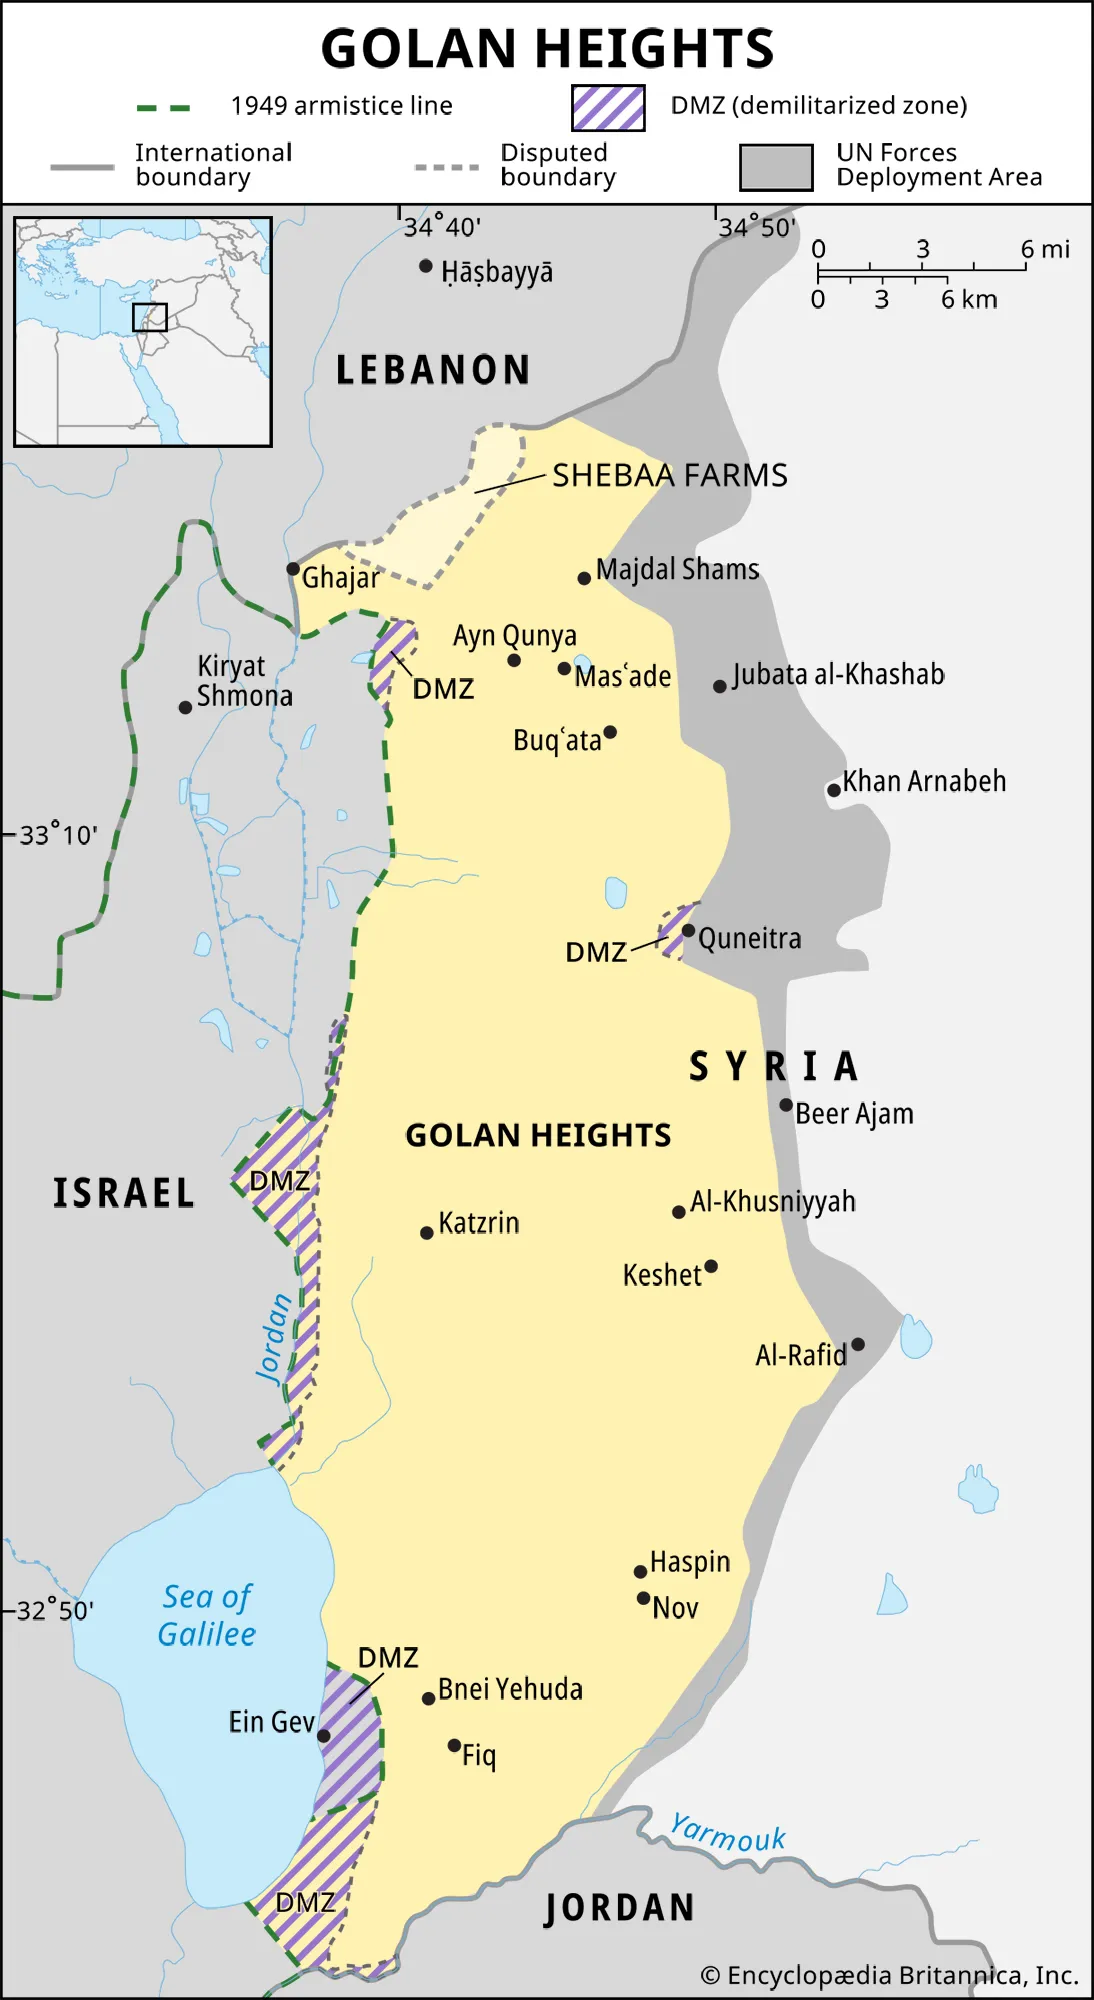 GOLAN HEIGHTS
1949 armistice line
DMZ (demilitarized zone)
International
boundary
Disputed
boundary
UN Forces
Deployment Area
34°40'
34°50'
0 3 6 mi
0 3 6 km
Ḥāṣbayyā
LEBANON
SHEBAA FARMS
Ghajar
Majdal Shams
Ayn Qunya
Masʿade
Kiryat
Shmona
DMZ
Jubata al-Khashab
Buqʿata
Khan Arnabeh
33°10'
DMZ
Quneitra
SYRIA
Beer Ajam
GOLAN HEIGHTS
DMZ
ISRAEL
Al-Khusniyyah
Katzrin
Keshet
Jordan
Al-Rafid
Haspin
Nov
32°50'
Sea of
Galilee
DMZ
Bnei Yehuda
Ein Gev
Fiq
Yarmouk
DMZ
JORDAN
© Encyclopædia Britannica, Inc.